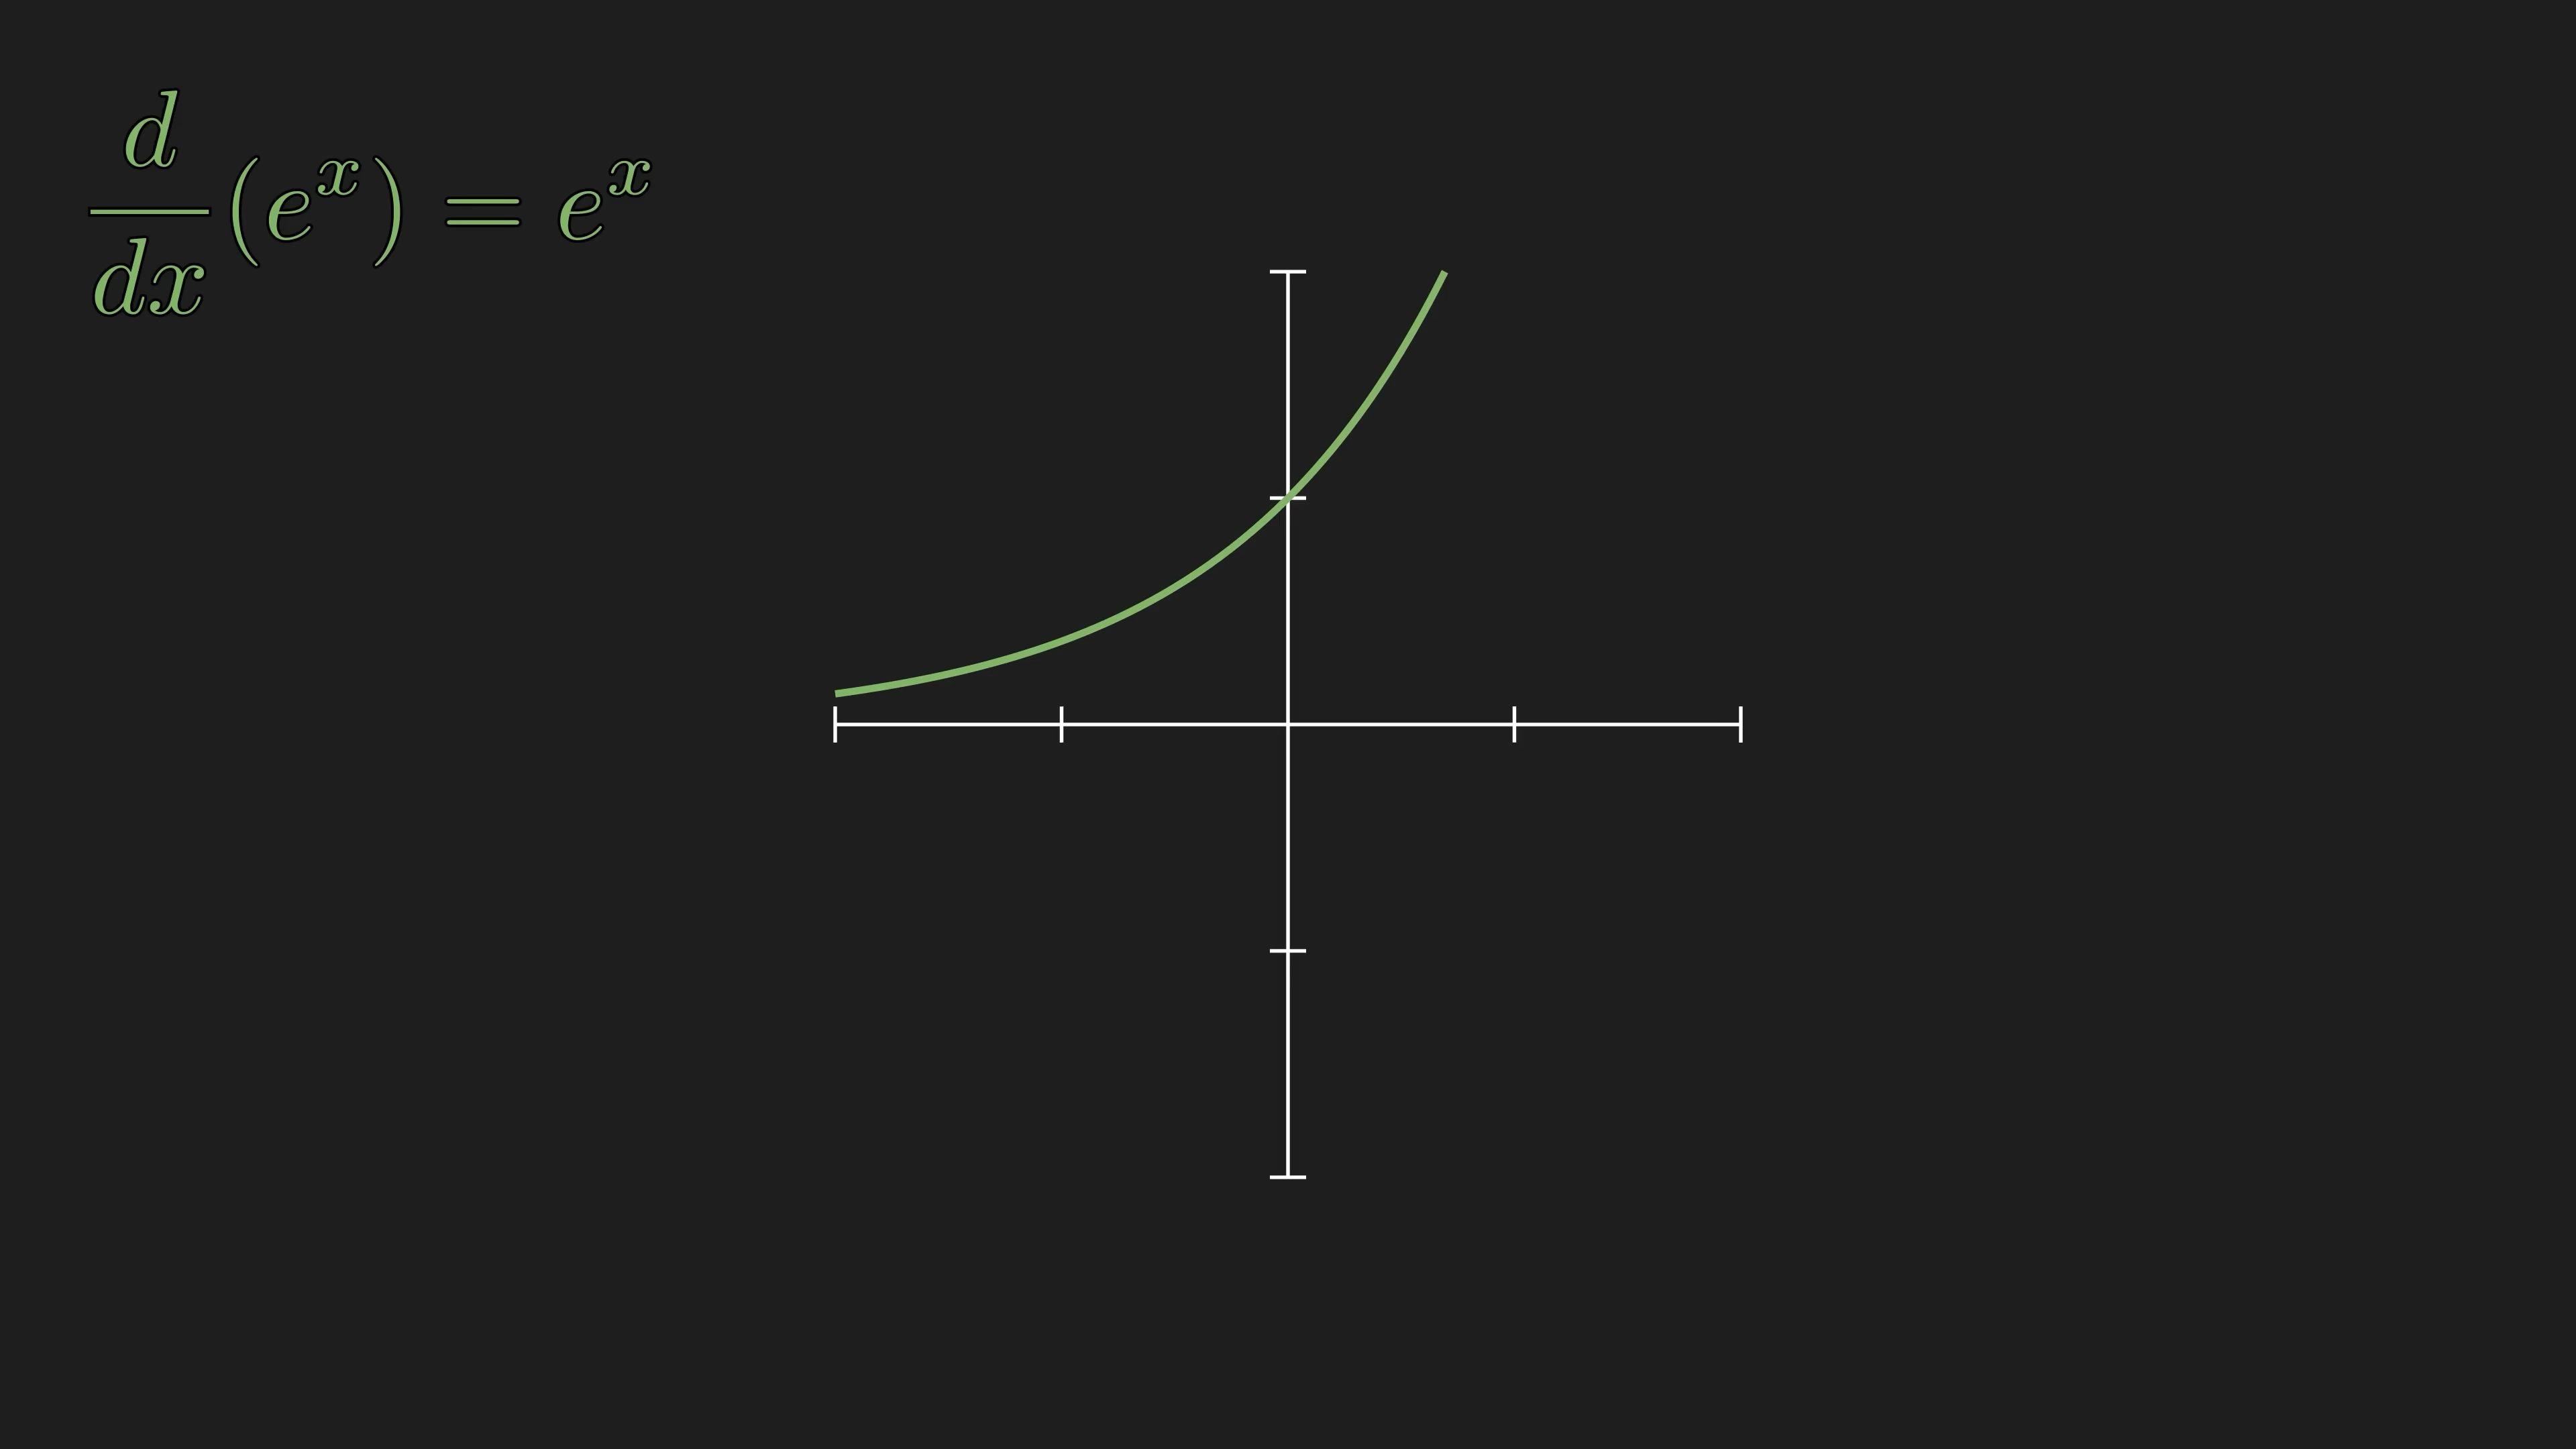 d/dx (e^x) = e^x